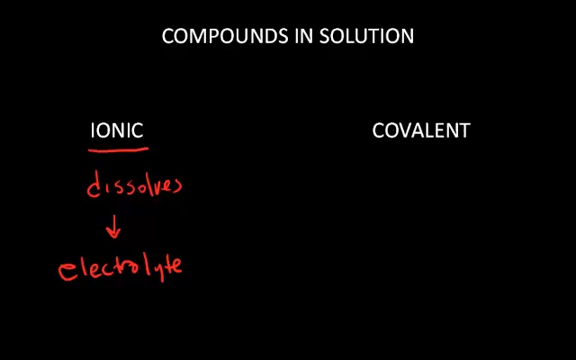 COMPOUNDS IN SOLUTION
IONIC
COVALENT
dissolves
↓
electrolyte